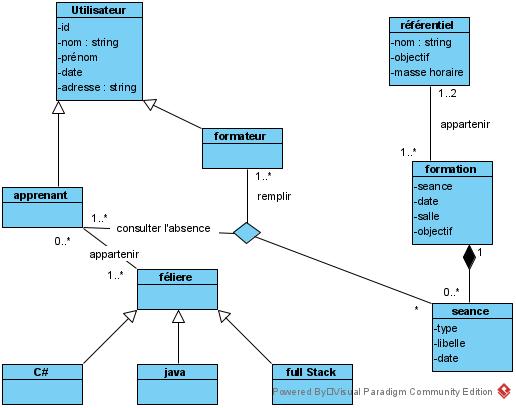 Utilisateur
-id
-nom : string
-prénom
-date
-adresse : string
référentiel
-nom : string
-objectif
-masse horaire
1..2
appartenir
1..*
formateur
1..*
remplir
formation
-seance
-date
-salle
-objectif
1
0..*
apprenant
1..*
consulter l'absence
0..*
appartenir
1..*
féliere
*
seance
-type
-libelle
-date
C#
java
full Stack
Powered By Visual Paradigm Community Edition